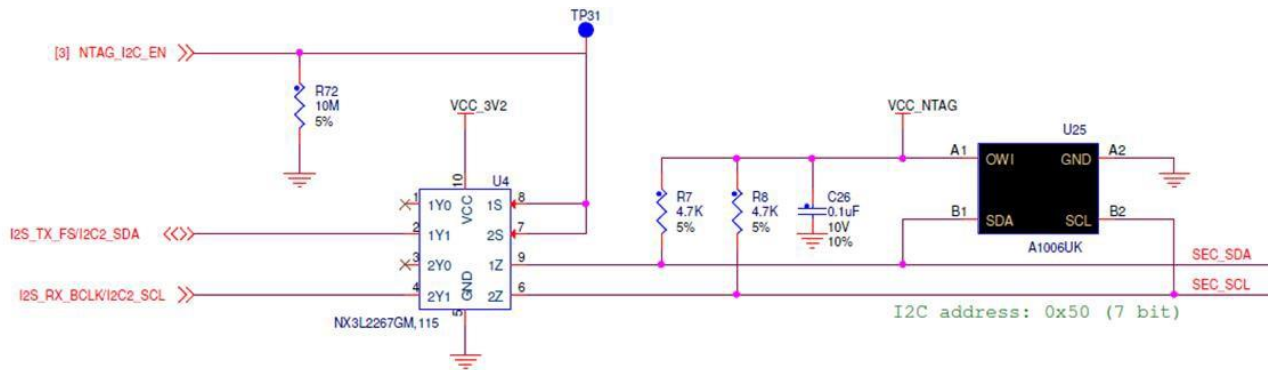 TP31
[3] NTAG_I2C_EN
R72
10M
5%
VCC_3V2
VCC_NTAG
U25
A1
OWI
GND
A2
B1
SDA
SCL
B2
A1006UK
R7
4.7K
5%
R8
4.7K
5%
C26
0.1uF
10V
10%
U4
10
VCC
1
1Y0
1S
8
I2S_TX_FS/I2C2_SDA
2
1Y1
2S
7
3
2Y0
1Z
9
I2S_RX_BCLK/I2C2_SCL
4
2Y1
2Z
6
GND
5
NX3L2267GM,115
SEC_SDA
SEC_SCL
I2C address: 0x50 (7 bit)